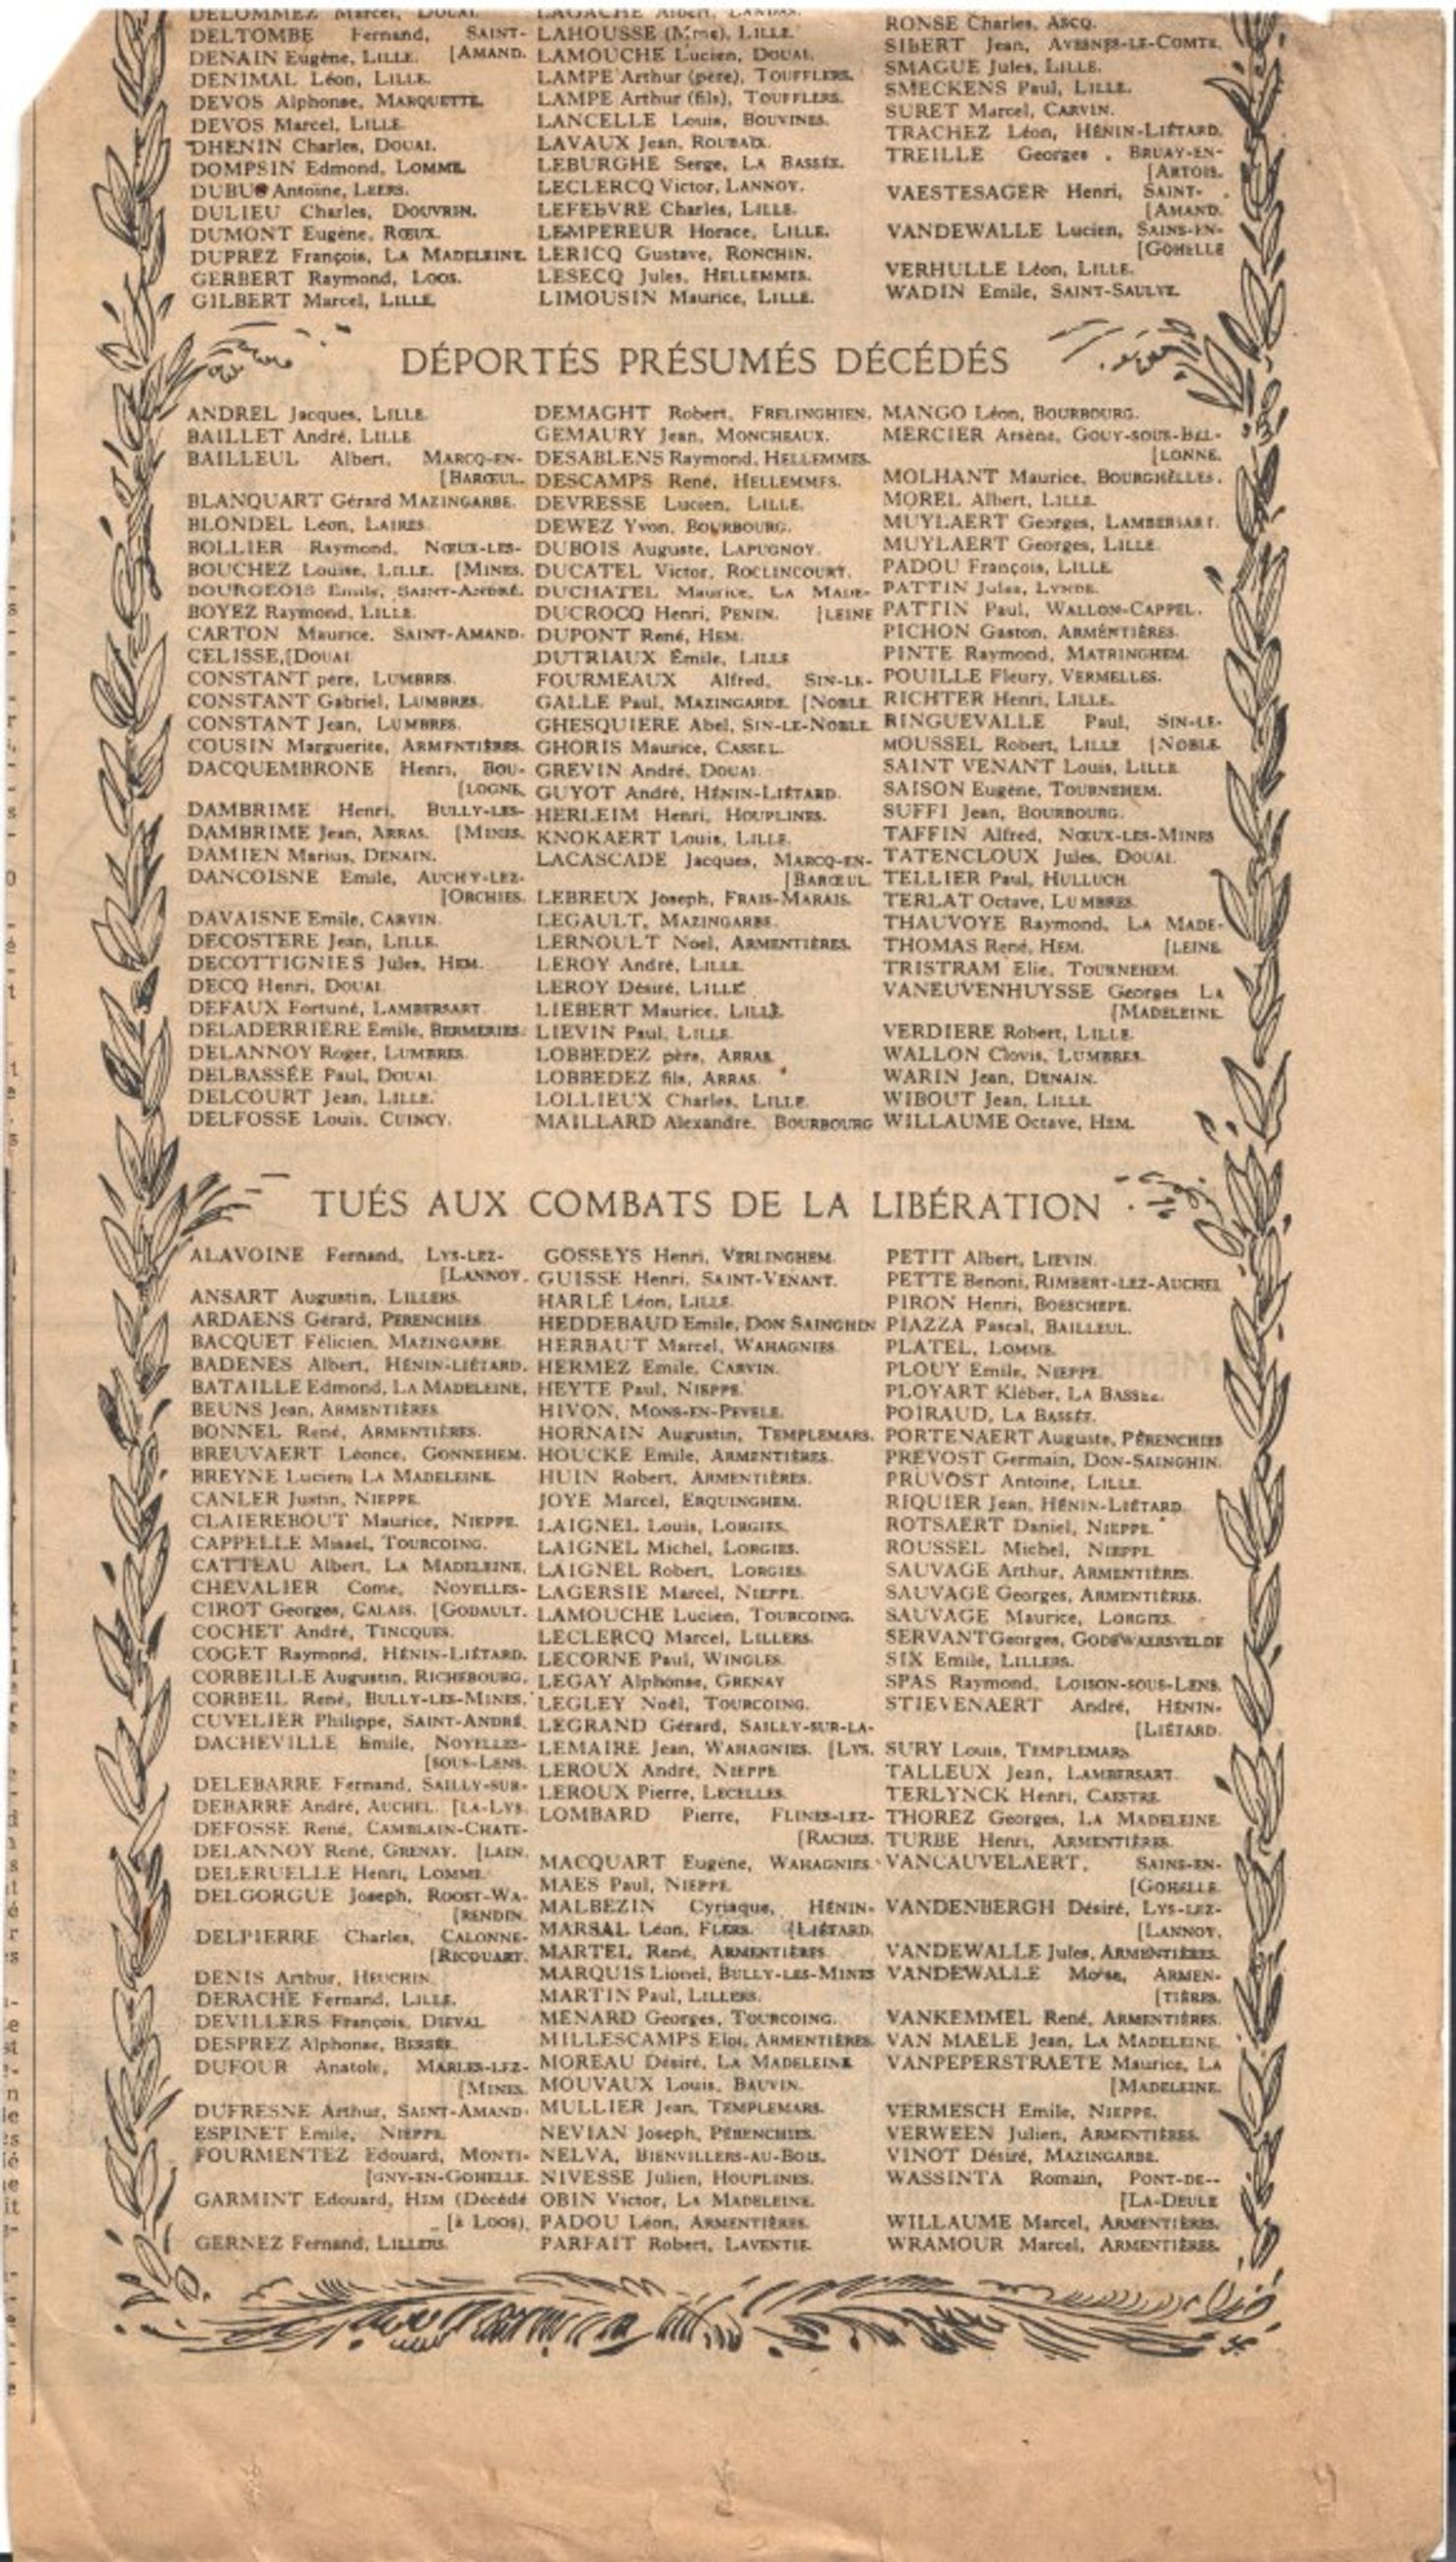 DELOMMEZ Marcel, DOUAI.
DELTOMBE Fernand, SAINT-
DENAIN Eugène, LILLE. [AMAND.
DENIMAL Léon, LILLE.
DEVOS Alphonse, MARQUETTE.
DEVOS Marcel, LILLE.
DHENIN Charles, DOUAI.
DOMPSIN Edmond, LOMME.
DUBUS Antoine, LEERS.
DULIEU Charles, DOUVRIN.
DUMONT Eugène, RŒUX.
DUPREZ François, LA MADELEINE.
GERBERT Raymond, LOOS.
GILBERT Marcel, LILLE.
LAGACHE Albert, LANDAS.
LAHOUSSE (Mme), LILLE.
LAMOUCHE Lucien, DOUAI.
LAMPE Arthur (père), TOUFFLERS.
LAMPE Arthur (fils), TOUFFLERS.
LANCELLE Louis, BOUVINES.
LAVAUX Jean, ROUBAIX.
LEBURGHE Serge, LA BASSÉE.
LECLERCQ Victor, LANNOY.
LEFEBVRE Charles, LILLE.
LEMPEREUR Horace, LILLE.
LERICQ Gustave, RONCHIN.
LESECQ Jules, HELLEMMES.
LIMOUSIN Maurice, LILLE.
RONSE Charles, ASCQ.
SIBERT Jean, AVESNES-LE-COMTE.
SMAGUE Jules, LILLE.
SMECKENS Paul, LILLE.
SURET Marcel, CARVIN.
TRACHEZ Léon, HÉNIN-LIÉTARD.
TREILLE Georges, BRUAY-EN-
[ARTOIS.
VAESTESAGER Henri, SAINT-
[AMAND.
VANDEWALLE Lucien, SAINS-EN-
[GOHELLE
VERHULLE Léon, LILLE.
WADIN Emile, SAINT-SAULVE.
DÉPORTÉS PRÉSUMÉS DÉCÉDÉS
ANDREL Jacques, LILLE.
BAILLET André, LILLE
BAILLEUL Albert, MARCQ-EN-
[BARŒUL.
BLANQUART Gérard MAZINGARBE.
BLONDEL Léon, LAIRES.
BOLLIER Raymond, NŒUX-LES-
BOUCHEZ Louise, LILLE. [MINES.
BOURGEOIS Emile, SAINT-ANDRÉ.
BOYEZ Raymond, LILLE.
CARTON Maurice, SAINT-AMAND.
CELISSE,[DOUAI
CONSTANT père, LUMBRES.
CONSTANT Gabriel, LUMBRES.
CONSTANT Jean, LUMBRES.
COUSIN Marguerite, ARMENTIÈRES.
DACQUEMBRONE Henri, BOU-
[LOGNE.
DAMBRIME Henri, BULLY-LES-
DAMBRIME Jean, ARRAS. [MINES.
DAMIEN Marius, DENAIN.
DANCOISNE Emile, AUCHY-LEZ-
[ORCHIES.
DAVAISNE Emile, CARVIN.
DECOSTERE Jean, LILLE.
DECOTTIGNIES Jules, HEM.
DECQ Henri, DOUAI
DEFAUX Fortuné, LAMBERSART.
DELADERRIERE Emile, BERMERIES.
DELANNOY Roger, LUMBRES.
DELBASSÉE Paul, DOUAI.
DELCOURT Jean, LILLE.
DELFOSSE Louis, CUINCY.
DEMAGHT Robert, FRELINGHIEN.
GEMAURY Jean, MONCHEAUX.
DESABLENS Raymond, HELLEMMES.
DESCAMPS René, HELLEMMES.
DEVRESSE Lucien, LILLE.
DEWEZ Yvon, BOURBOURG.
DUBOIS Auguste, LAPUGNOY.
DUCATEL Victor, ROCLINCOURT.
DUCHATEL Maurice, LA MADE-
DUCROCQ Henri, PENIN. [LEINE
DUPONT René, HEM.
DUTRIAUX Émile, LILLE
FOURMEAUX Alfred, SIN-LE-
GALLE Paul, MAZINGARDE. [NOBLE.
GHESQUIERE Abel, SIN-LE-NOBLE.
GHORIS Maurice, CASSEL.
GREVIN André, DOUAI.
GUYOT André, HÉNIN-LIÉTARD.
HERLEIM Henri, HOUPLINES.
KNOKAERT Louis, LILLE.
LACASCADE Jacques, MARCQ-EN-
[BARŒUL.
LEBREUX Joseph, FRAIS-MARAIS.
LEGAULT, MAZINGARBE.
LERNOULT Noel, ARMENTIÈRES.
LEROY André, LILLE.
LEROY Désiré, LILLE
LIEBERT Maurice, LILLE.
LIEVIN Paul, LILLE.
LOBBEDEZ père, ARRAS.
LOBBEDEZ fils, ARRAS.
LOLLIEUX Charles, LILLE.
MAILLARD Alexandre, BOURBOURG
MANGO Léon, BOURBOURG.
MERCIER Arsène, GOUY-SOUS-BEL-
[LONNE.
MOLHANT Maurice, BOURGHELLES.
MOREL Albert, LILLE.
MUYLAERT Georges, LAMBERSART.
MUYLAERT Georges, LILLE.
PADOU François, LILLE.
PATTIN Jules, LYNDE.
PATTIN Paul, WALLON-CAPPEL.
PICHON Gaston, ARMENTIÈRES.
PINTE Raymond, MATRINGHEM.
POUILLE Fleury, VERMELLES.
RICHTER Henri, LILLE.
RINGUEVALLE Paul, SIN-LE-
MOUSSEL Robert, LILLE [NOBLE.
SAINT VENANT Louis, LILLE
SAISON Eugène, TOURNEHEM.
SUFFI Jean, BOURBOURG.
TAFFIN Alfred, NŒUX-LES-MINES
TATENCLOUX Jules, DOUAI.
TELLIER Paul, HULLUCH.
TERLAT Octave, LUMBRES.
THAUVOYE Raymond, LA MADE-
THOMAS René, HEM. [LEINE.
TRISTRAM Elie, TOURNEHEM.
VANEUVENHUYSSE Georges LA
[MADELEINE.
VERDIERE Robert, LILLE.
WALLON Clovis, LUMBRES.
WARIN Jean, DENAIN.
WIBOUT Jean, LILLE.
WILLAUME Octave, HEM.
TUÉS AUX COMBATS DE LA LIBÉRATION
ALAVOINE Fernand, LYS-LEZ-
[LANNOY.
ANSART Augustin, LILLERS.
ARDAENS Gérard, PERENCHIES
BACQUET Félicien, MAZINGARBE.
BADENES Albert, HÉNIN-LIÉTARD.
BATAILLE Edmond, LA MADELEINE,
BEUNS Jean, ARMENTIÈRES
BONNEL René, ARMENTIÈRES.
BREUVAERT Léonce, GONNEHEM.
BREYNE Lucien, LA MADELEINE.
CANLER Justin, NIEPPE.
CLAIEREBOUT Maurice, NIEPPE.
CAPPELLE Misael, TOURCOING.
CATTEAU Albert, LA MADELEINE.
CHEVALIER Come, NOYELLES-
CIROT Georges, CALAIS. [GODAULT.
COCHET André, TINCQUES.
COGET Raymond, HÉNIN-LIÉTARD.
CORBEILLE Augustin, RICHEBOURG.
CORBEIL René, BULLY-LES-MINES.
CUVELIER Philippe, SAINT-ANDRÉ.
DACHEVILLE Emile, NOYELLES-
[SOUS-LENS.
DELEBARRE Fernand, SAILLY-SUR-
DEBARRE André, AUCHEL. [LA-LYS.
DEFOSSE René, CAMBLAIN-CHATE-
DELANNOY René, GRENAY. [LAIN.
DELERUELLE Henri, LOMME.
DELGORGUE Joseph, ROOST-WA-
[RENDIN.
DELPIERRE Charles, CALONNE-
[RICQUART.
DENIS Arthur, HEUCHIN.
DERACHE Fernand, LILLE.
DEVILLERS François, DIEVAL
DESPREZ Alphonse, BERSÉE.
DUFOUR Anatole, MARLES-LEZ-
[MINES.
DUFRESNE Arthur, SAINT-AMAND.
ESPINET Emile, NIEPPE.
FOURMENTEZ Edouard, MONTI-
[GNY-EN-GOHELLE.
GARMINT Edouard, HEM (Décédé
[à LOOS).
GERNEZ Fernand, LILLERS.
GOSSEYS Henri, VERLINGHEM.
GUISSE Henri, SAINT-VENANT.
HARLÉ Léon, LILLE.
HEDDEBAUD Emile, DON SAINGHIN
HERBAUT Marcel, WAHAGNIES
HERMEZ Emile, CARVIN.
HEYTE Paul, NIEPPE.
HIVON, MONS-EN-PEVELE.
HORNAIN Augustin, TEMPLEMARS.
HOUCKE Emile, ARMENTIÈRES.
HUIN Robert, ARMENTIÈRES.
JOYE Marcel, ERQUINGHEM.
LAIGNEL Louis, LORGIES.
LAIGNEL Michel, LORGIES.
LAIGNEL Robert, LORGIES.
LAGERSIE Marcel, NIEPPE.
LAMOUCHE Lucien, TOURCOING.
LECLERCQ Marcel, LILLERS.
LECORNE Paul, WINGLES.
LEGAY Alphonse, GRENAY
LEGLEY Noël, TOURCOING.
LEGRAND Gérard, SAILLY-SUR-LA-
LEMAIRE Jean, WAHAGNIES. [LYS.
LEROUX André, NIEPPE.
LEROUX Pierre, LECELLES.
LOMBARD Pierre, FLINES-LEZ-
[RACHES.
MACQUART Eugène, WAHAGNIES
MAES Paul, NIEPPE.
MALBEZIN Cyriaque, HÉNIN-
MARSAL Léon, FLERS. [LIÉTARD.
MARTEL René, ARMENTIÈRES.
MARQUIS Lionel, BULLY-LES-MINES
MARTIN Paul, LILLERS.
MENARD Georges, TOURCOING.
MILLESCAMPS Eloi, ARMENTIÈRES.
MOREAU Désiré, LA MADELEINE
MOUVAUX Louis, BAUVIN.
MULLIER Jean, TEMPLEMARS.
NEVIAN Joseph, PÉRENCHIES.
NELVA, BIENVILLERS-AU-BOIS.
NIVESSE Julien, HOUPLINES.
OBIN Victor, LA MADELEINE.
PADOU Léon, ARMENTIÈRES.
PARFAIT Robert, LAVENTIE.
PETIT Albert, LIEVIN.
PETTE Benoni, RIMBERT-LEZ-AUCHEL
PIRON Henri, BOESCHEPE.
PIAZZA Pascal, BAILLEUL.
PLATEL, LOMME.
PLOUY Emile, NIEPPE.
PLOYART Kléber, LA BASSÉE.
POIRAUD, LA BASSÉE.
PORTENAERT Auguste, PÉRENCHIES
PREVOST Germain, DON-SAINGHIN.
PRUVOST Antoine, LILLE.
RIQUIER Jean, HÉNIN-LIÉTARD.
ROTSAERT Daniel, NIEPPE.
ROUSSEL Michel, NIEPPE.
SAUVAGE Arthur, ARMENTIÈRES.
SAUVAGE Georges, ARMENTIÈRES.
SAUVAGE Maurice, LORGIES.
SERVANT Georges, GODEWAERSVELDE
SIX Emile, LILLERS.
SPAS Raymond, LOISON-SOUS-LENS.
STIEVENAERT André, HENIN-
[LIÉTARD.
SURY Louis, TEMPLEMARS.
TALLEUX Jean, LAMBERSART.
TERLYNCK Henri, CAESTRE.
THOREZ Georges, LA MADELEINE.
TURBE Henri, ARMENTIÈRES.
VANCAUVELAERT, SAINS-EN-
[GOHELLE.
VANDENBERGH Désiré, LYS-LEZ-
[LANNOY.
VANDEWALLE Jules, ARMENTIÈRES.
VANDEWALLE Moïse, ARMEN-
[TIÈRES.
VANKEMMEL René, ARMENTIÈRES.
VAN MAELE Jean, LA MADELEINE.
VANPEPERSTRAETE Maurice, LA
[MADELEINE.
VERMESCH Emile, NIEPPE.
VERWEEN Julien, ARMENTIÈRES.
VINOT Désiré, MAZINGARBE.
WASSINTA Romain, PONT-DE--
[LA-DEULE
WILLAUME Marcel, ARMENTIÈRES.
WRAMOUR Marcel, ARMENTIÈRES.